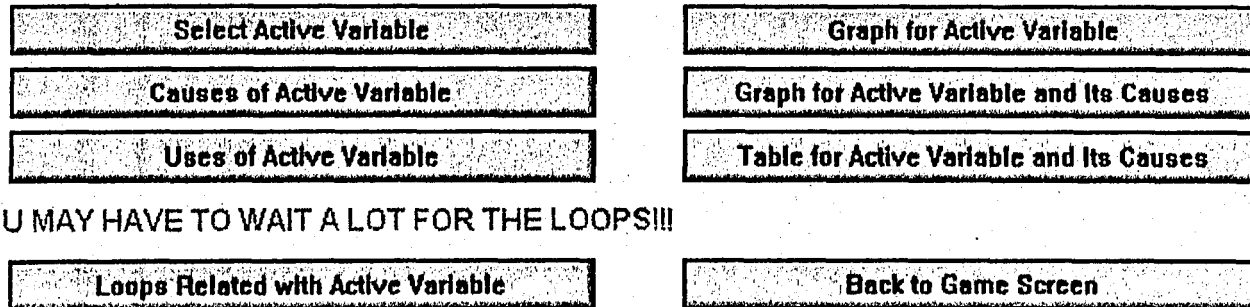 Select Active Variable
Graph for Active Variable
Causes of Active Variable
Graph for Active Variable and Its Causes
Uses of Active Variable
Table for Active Variable and Its Causes
U MAY HAVE TO WAIT A LOT FOR THE LOOPS!!!
Loops Related with Active Variable
Back to Game Screen